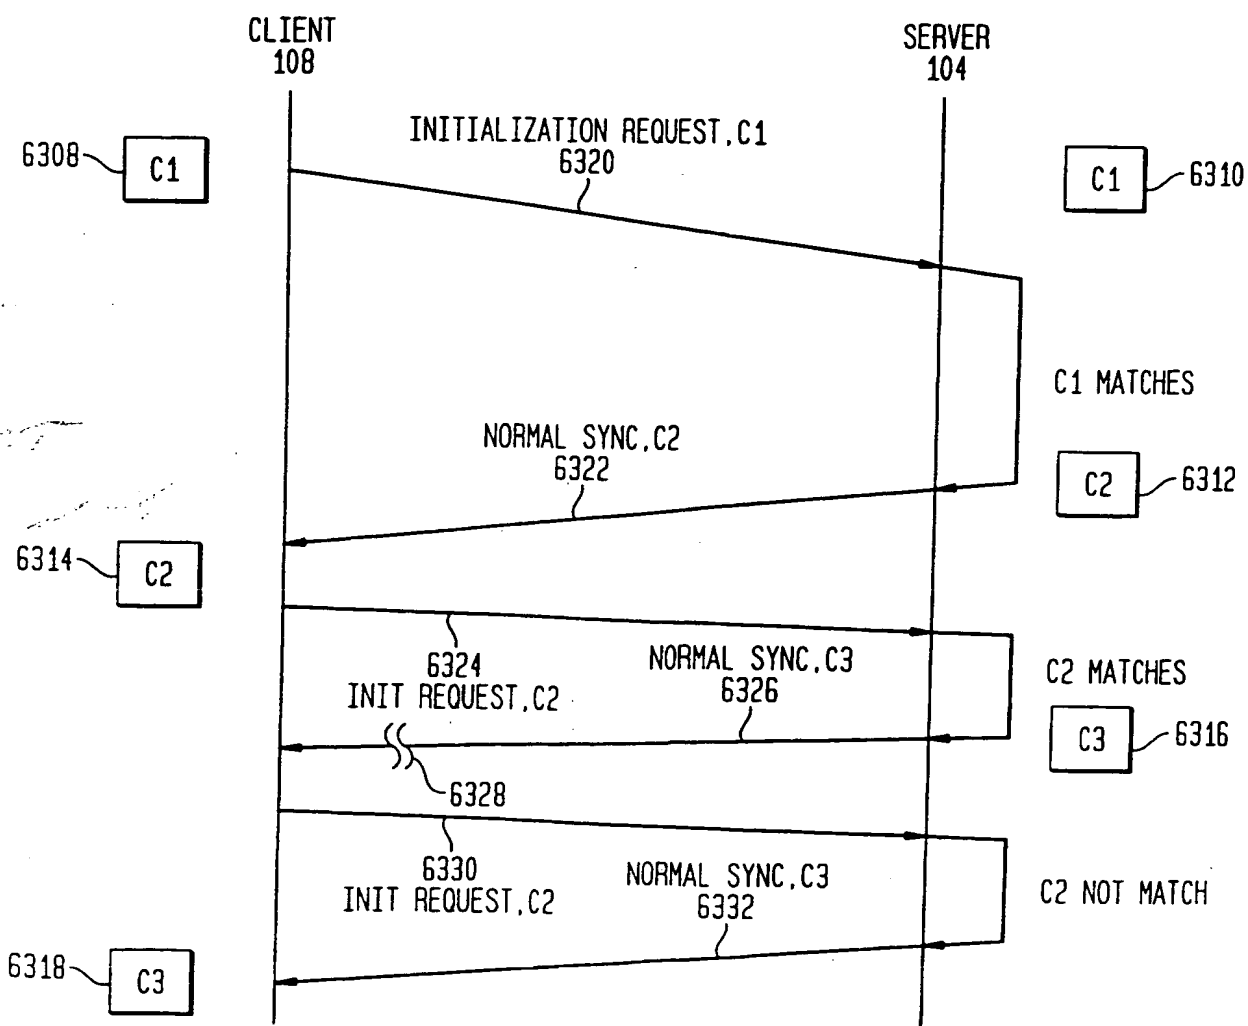 CLIENT
108
SERVER
104
INITIALIZATION REQUEST,C1
6320
6308
C1
C1
6310
C1 MATCHES
NORMAL SYNC,C2
6322
C2
6312
6314
C2
6324
INIT REQUEST,C2
NORMAL SYNC,C3
6326
C2 MATCHES
C3
6316
6328
6330
INIT REQUEST,C2
NORMAL SYNC,C3
6332
C2 NOT MATCH
6318
C3